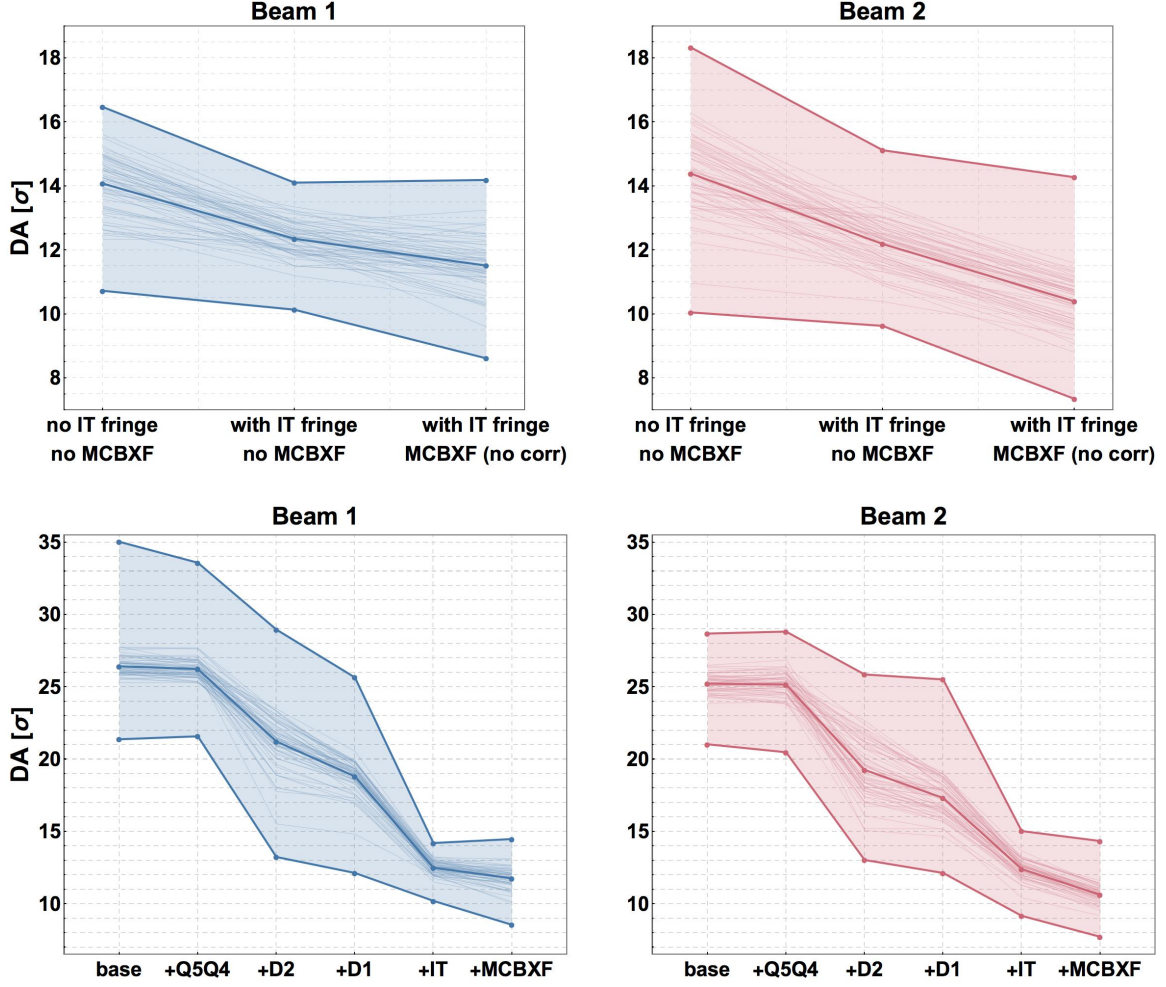 Beam 1
Beam 2
DA [σ]
18
16
14
12
10
8
18
16
14
12
10
8
no IT fringe
no MCBXF
with IT fringe
no MCBXF
with IT fringe
MCBXF (no corr)
no IT fringe
no MCBXF
with IT fringe
no MCBXF
with IT fringe
MCBXF (no corr)
Beam 1
Beam 2
DA [σ]
35
30
25
20
15
10
35
30
25
20
15
10
base
+Q5Q4
+D2
+D1
+IT
+MCBXF
base
+Q5Q4
+D2
+D1
+IT
+MCBXF